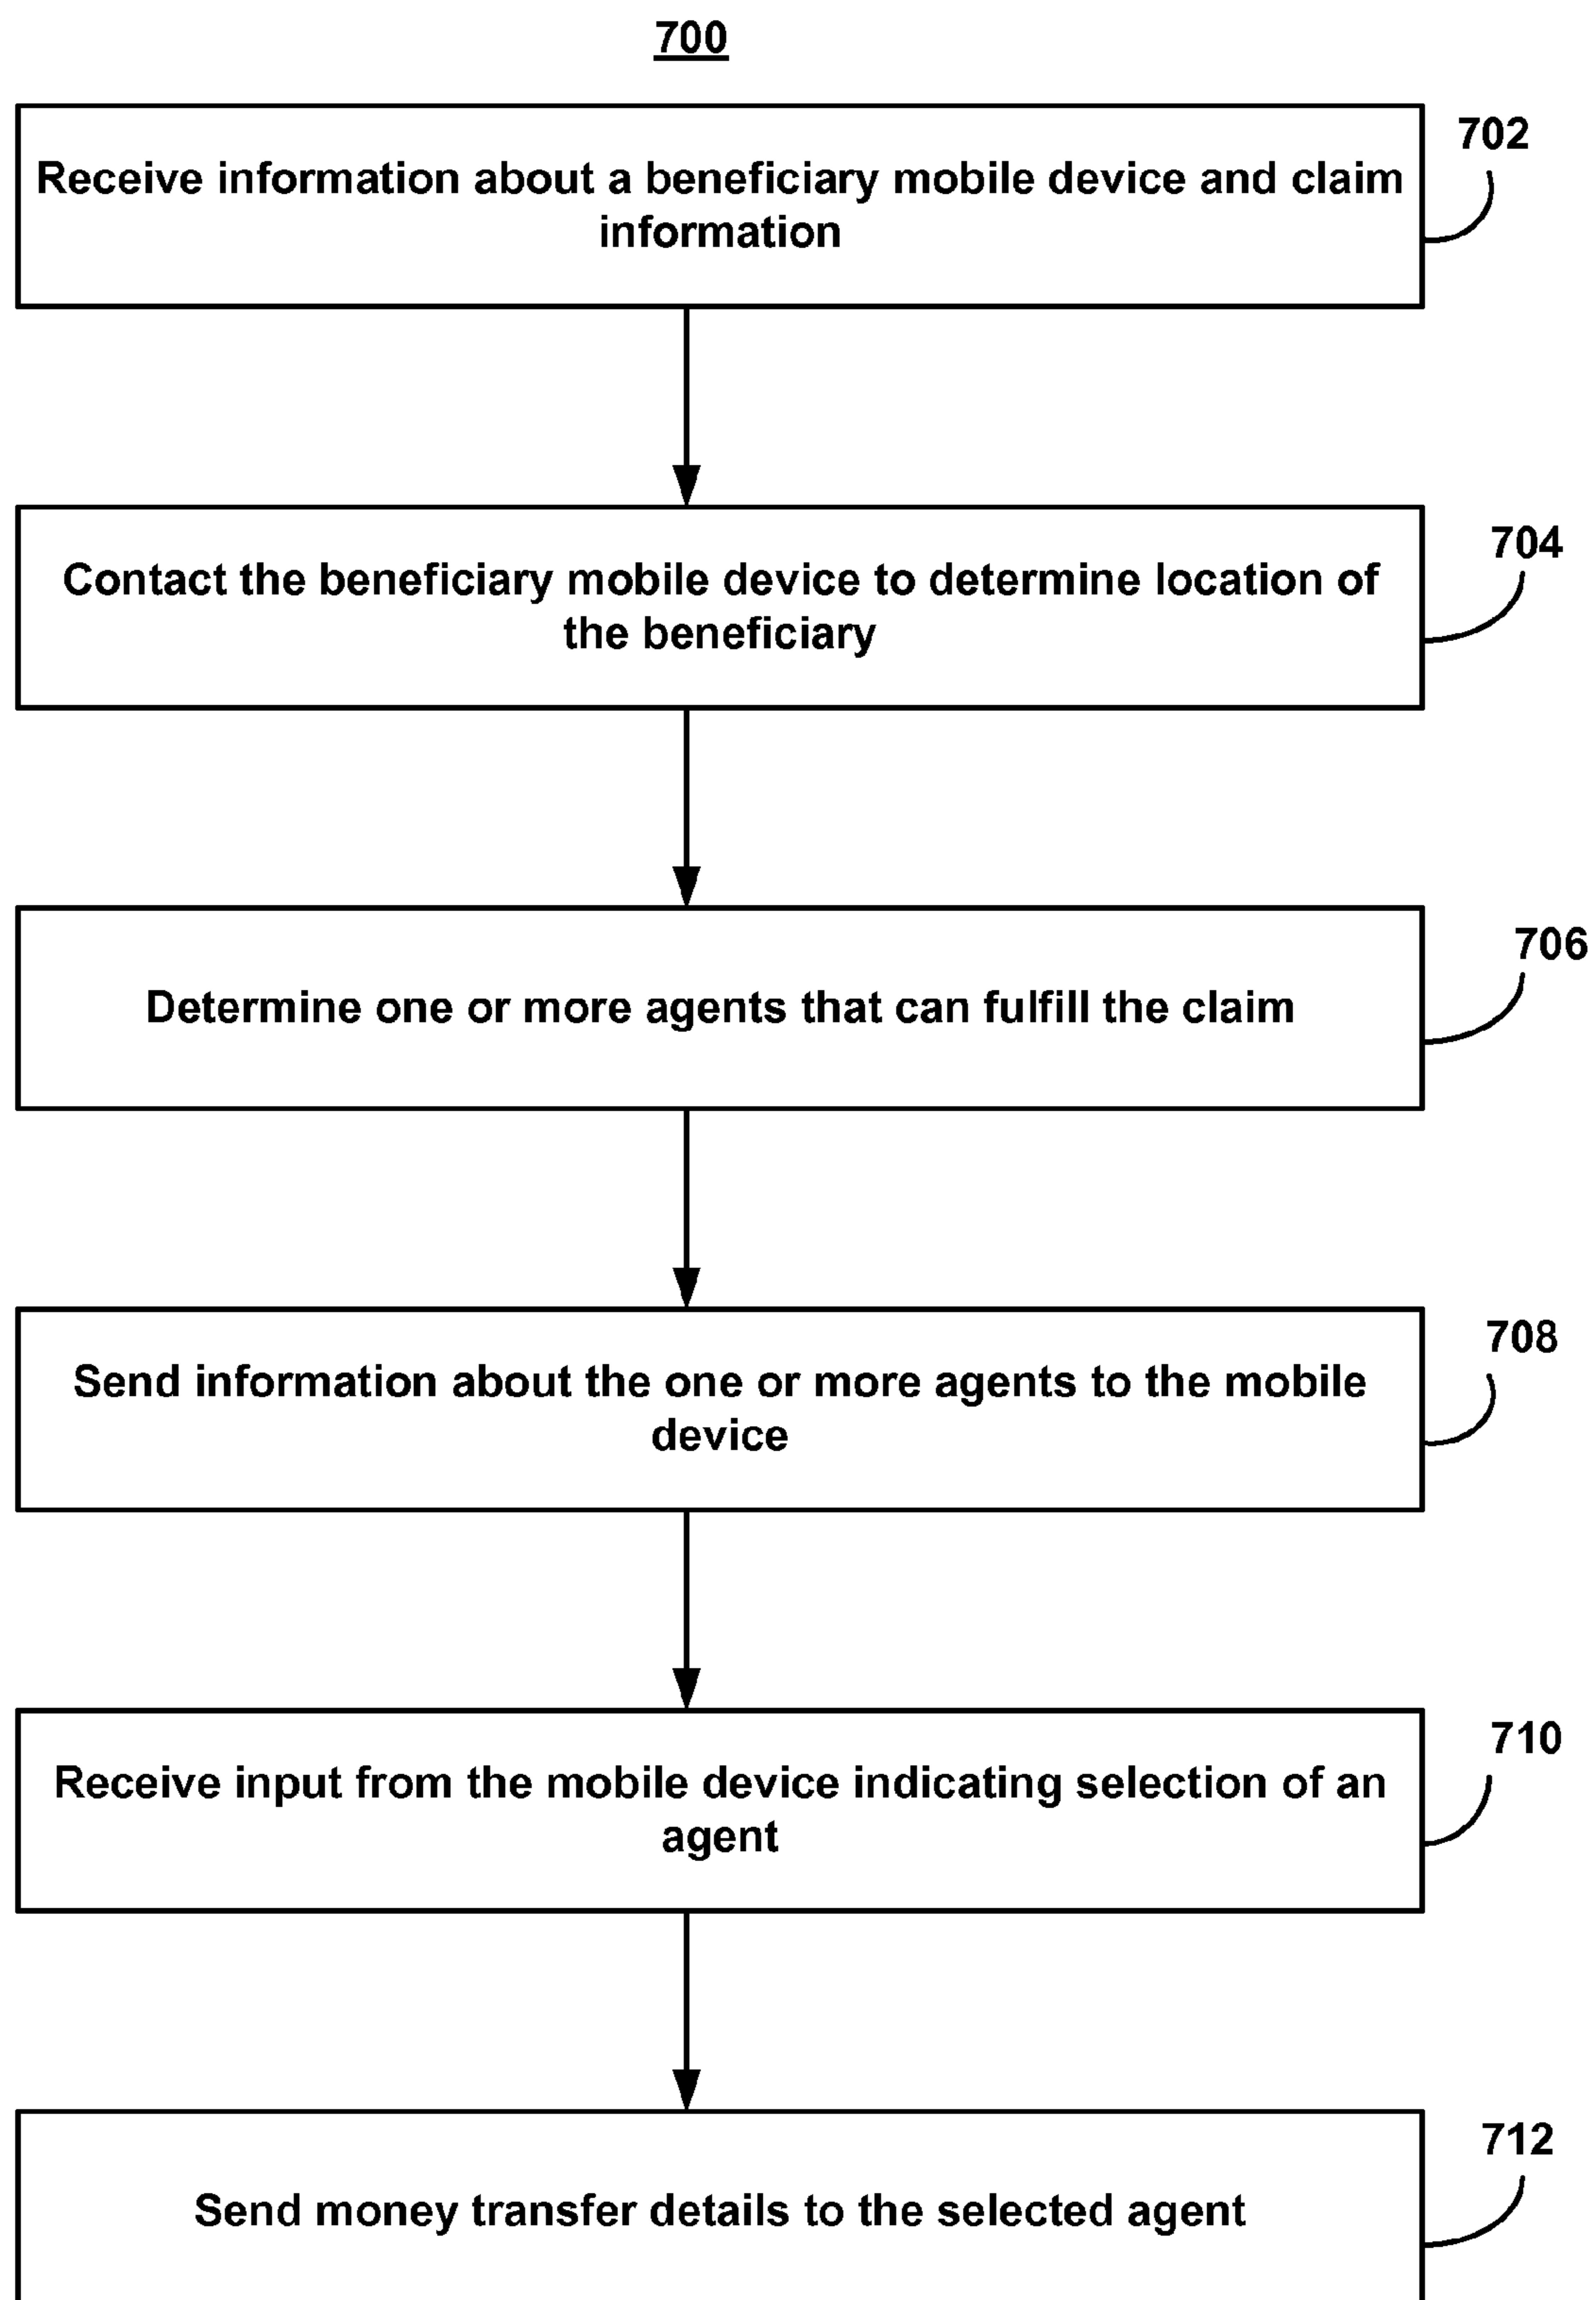 700
702
Receive information about a beneficiary mobile device and claim
information
704
Contact the beneficiary mobile device to determine location of
the beneficiary
706
Determine one or more agents that can fulfill the claim
708
Send information about the one or more agents to the mobile
device
710
Receive input from the mobile device indicating selection of an
agent
712
Send money transfer details to the selected agent